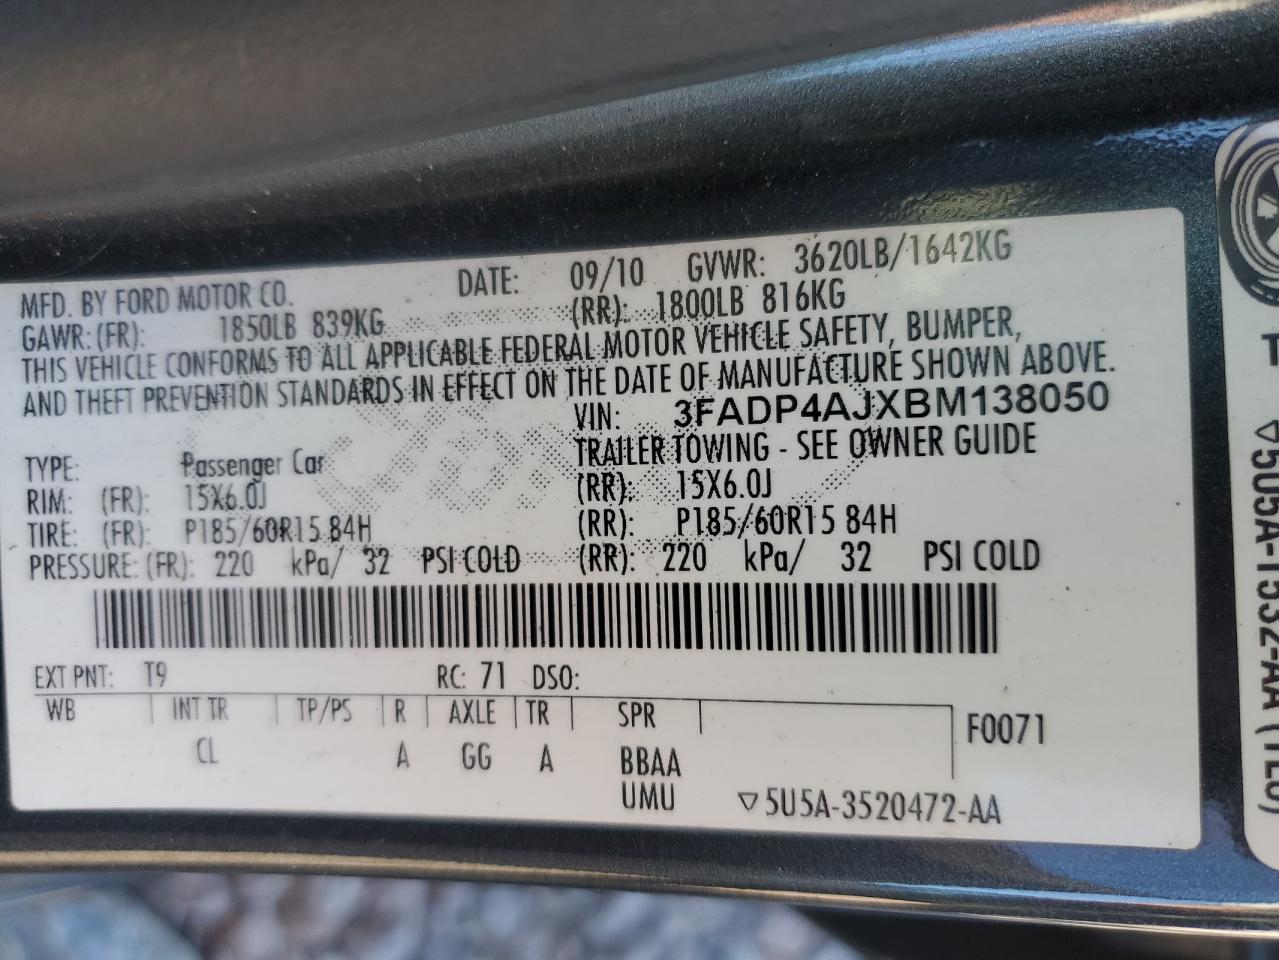 MFD. BY FORD MOTOR CO. DATE: 09/10 GVWR: 3620LB/1642KG
GAWR: (FR): 1850LB 839KG (RR): 1800LB 816KG
THIS VEHICLE CONFORMS TO ALL APPLICABLE FEDERAL MOTOR VEHICLE SAFETY, BUMPER,
AND THEFT PREVENTION STANDARDS IN EFFECT ON THE DATE OF MANUFACTURE SHOWN ABOVE.
VIN: 3FADP4AJXBM138050
TYPE: Passenger Car TRAILER TOWING - SEE OWNER GUIDE
RIM: (FR): 15X6.0J (RR): 15X6.0J
TIRE: (FR): P185/60R15 84H (RR): P185/60R15 84H
PRESSURE: (FR): 220 kPa/ 32 PSI COLD (RR): 220 kPa/ 32 PSI COLD
EXT PNT: T9 RC: 71 DSO:
WB INT TR TP/PS R AXLE TR SPR F0071
CL A GG A BBAA
UMU ▽5U5A-3520472-AA
T
▽5U5A-1532-AA (TEO)